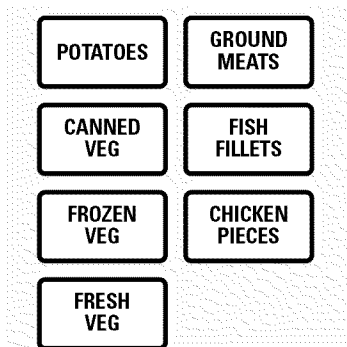 POTATOES
GROUND
MEATS
CANNED
VEG
FISH
FILLETS
FROZEN
VEG
CHICKEN
PIECES
FRESH
VEG